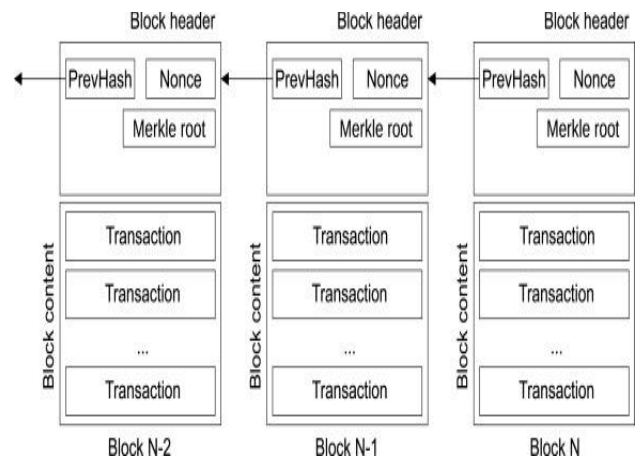 Block header Block header Block header
PrevHash Nonce PrevHash Nonce PrevHash Nonce
Merkle root Merkle root Merkle root
Block content Block content Block content
Transaction Transaction Transaction
Transaction Transaction Transaction
... ... ...
Transaction Transaction Transaction
Block N-2 Block N-1 Block N